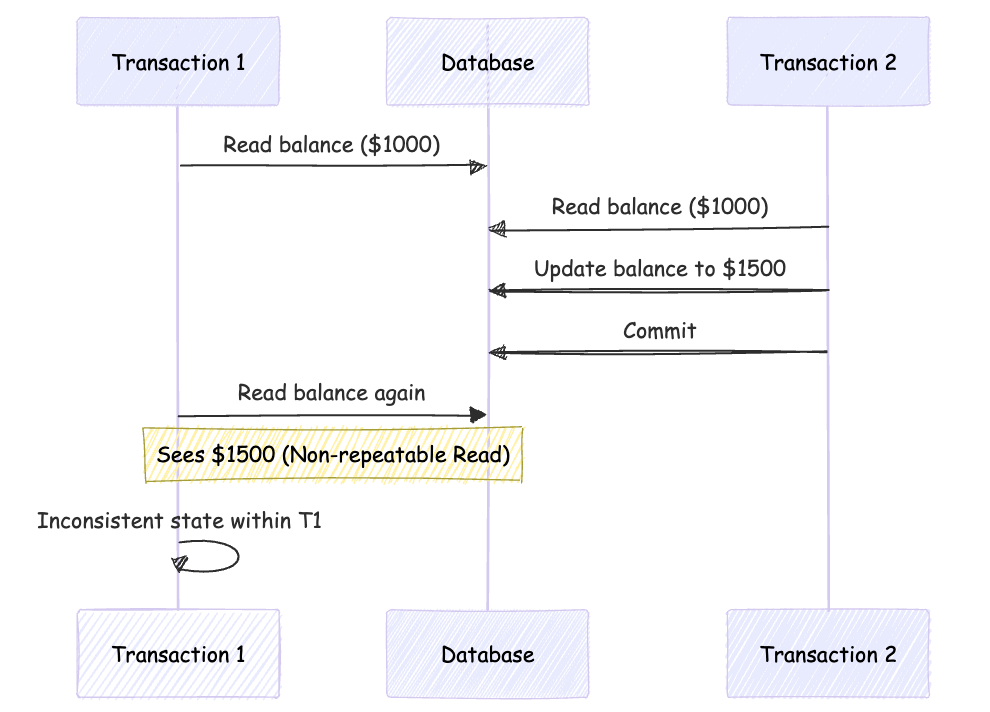 Transaction 1
Database
Transaction 2
Read balance ($1000)
Read balance ($1000)
Update balance to $1500
Commit
Read balance again
Sees $1500 (Non-repeatable Read)
Inconsistent state within T1
Transaction 1
Database
Transaction 2